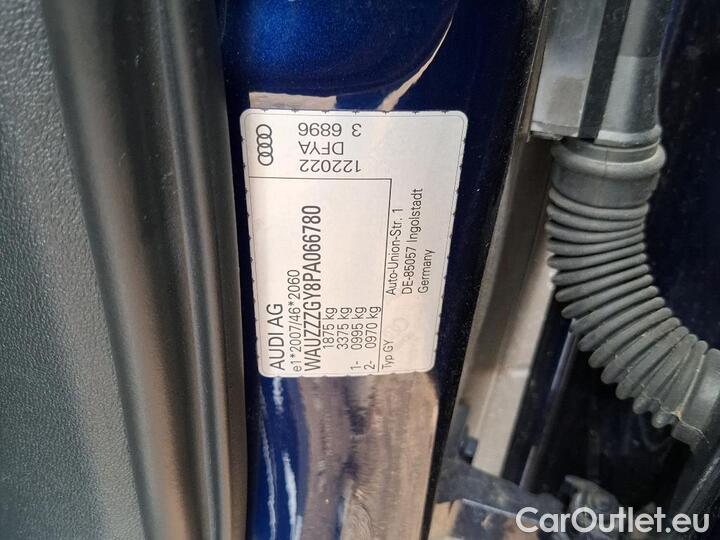 AUDI AG
e1*2007/46*2060
WAUZZZGY8PA066780
1875 kg
3375 kg
1- 0995 kg
2- 0970 kg
Typ GY
122022
DFYA
3 6896
Auto-Union-Str. 1
DE-85057 Ingolstadt
Germany
CarOutlet.eu